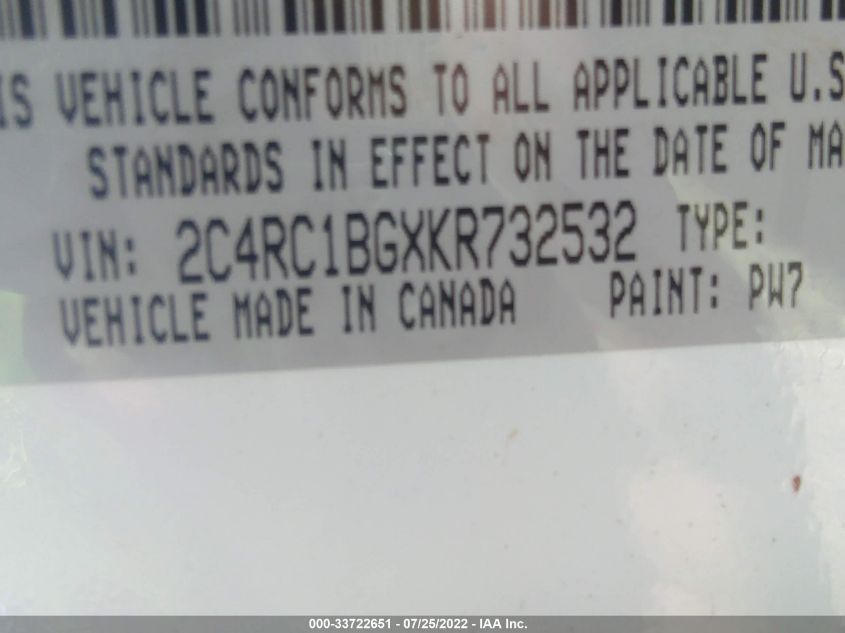 IS VEHICLE CONFORMS TO ALL APPLICABLE U.S
STANDARDS IN EFFECT ON THE DATE OF MA
VIN: 2C4RC1BGXKR732532 TYPE:
VEHICLE MADE IN CANADA PAINT: PW7
000-33722651 - 07/25/2022 - IAA Inc.